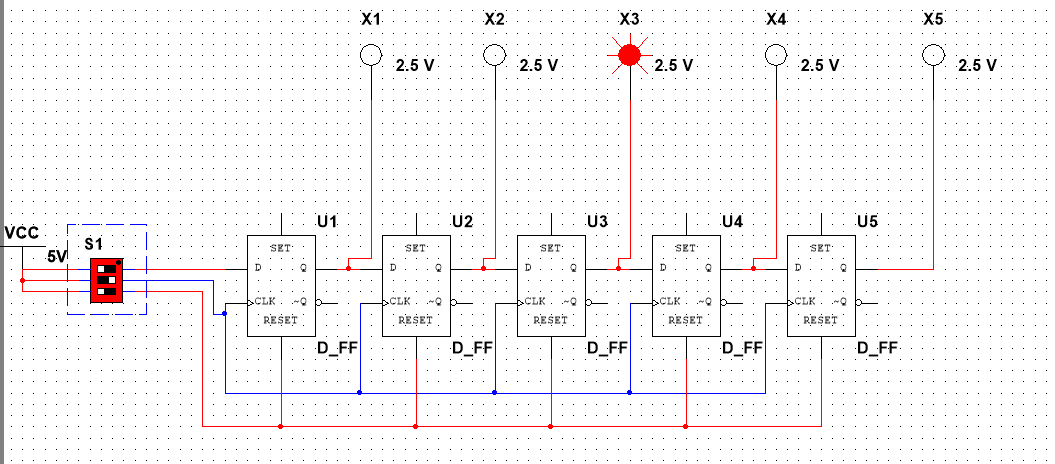 X1 X2 X3 X4 X5
2.5 V 2.5 V 2.5 V 2.5 V 2.5 V
VCC
5V
S1
U1 U2 U3 U4 U5
SET SET SET SET SET
D Q D Q D Q D Q D Q
CLK ~Q CLK ~Q CLK ~Q CLK ~Q CLK ~Q
RESET RESET RESET RESET RESET
D_FF D_FF D_FF D_FF D_FF